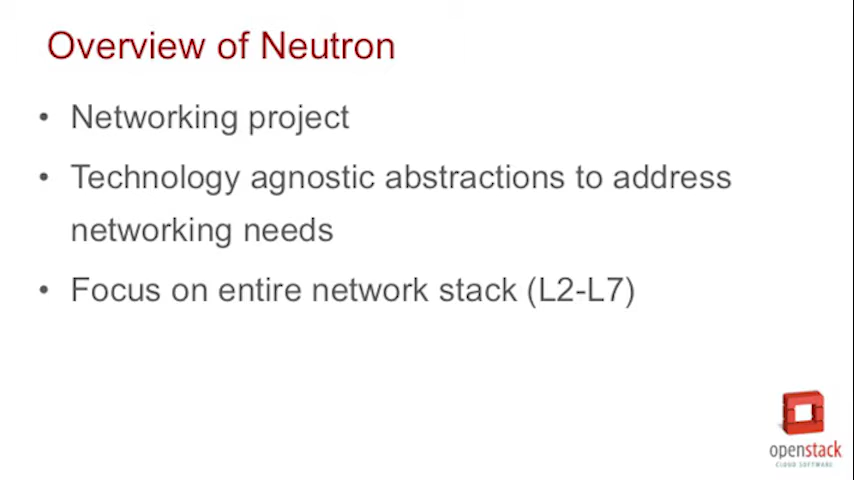 Overview of Neutron
• Networking project
• Technology agnostic abstractions to address
networking needs
• Focus on entire network stack (L2-L7)
openstack
CLOUD SOFTWARE